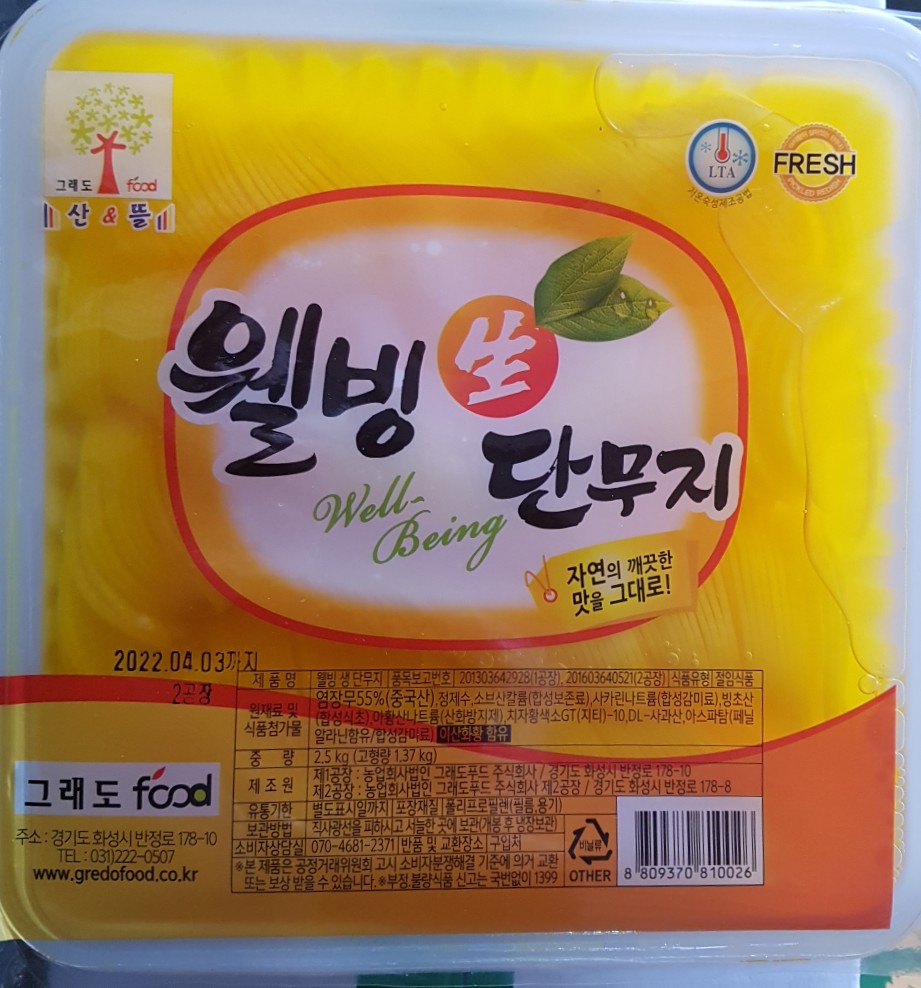 그래도 food
산 & 뜰
LTA
저온숙성제조공법
FRESH
웰빙 生
단무지
Well-
Being
자연의 깨끗한
맛을 그대로!
2022.04.03까지
2공장
제 품 명 웰빙 생 단무지 품목보고번호 201303642928(1공장), 201603640521(2공장) 식품유형 절임식품
원재료 및 식품첨가물 염장무55%(중국산),정제수,소브산칼륨(합성보존료),사카린나트륨(합성감미료),빙초산
(합성식초),아황산나트륨(산화방지제),치자황색소GT(지티)-10,DL-사과산,아스파탐(페닐
알라닌함유/합성감미료) 이산화황 함유
중 량 2.5 kg (고형량 1.37 kg)
제 조 원 제1공장 : 농업회사법인 그래도푸드 주식회사 / 경기도 화성시 반정로 178-10
제2공장 : 농업회사법인 그래도푸드 주식회사 제2공장 / 경기도 화성시 반정로 178-8
유통기한 별도표시일까지 포장재질 폴리프로필렌(필름,용기)
보관방법 직사광선을 피하시고 서늘한 곳에 보관(개봉 후 냉장보관)
소비자상담실 070-4681-2371 반품 및 교환장소 구입처
※본 제품은 공정거래위원회 고시 소비자분쟁해결 기준에 의거 교환
또는 보상 받을 수 있습니다.※부정.불량식품 신고는 국번없이 1399
비닐류
OTHER
8 809370 810026
그래도 food
주소 : 경기도 화성시 반정로 178-10
TEL : 031)222-0507
www.gredofood.co.kr